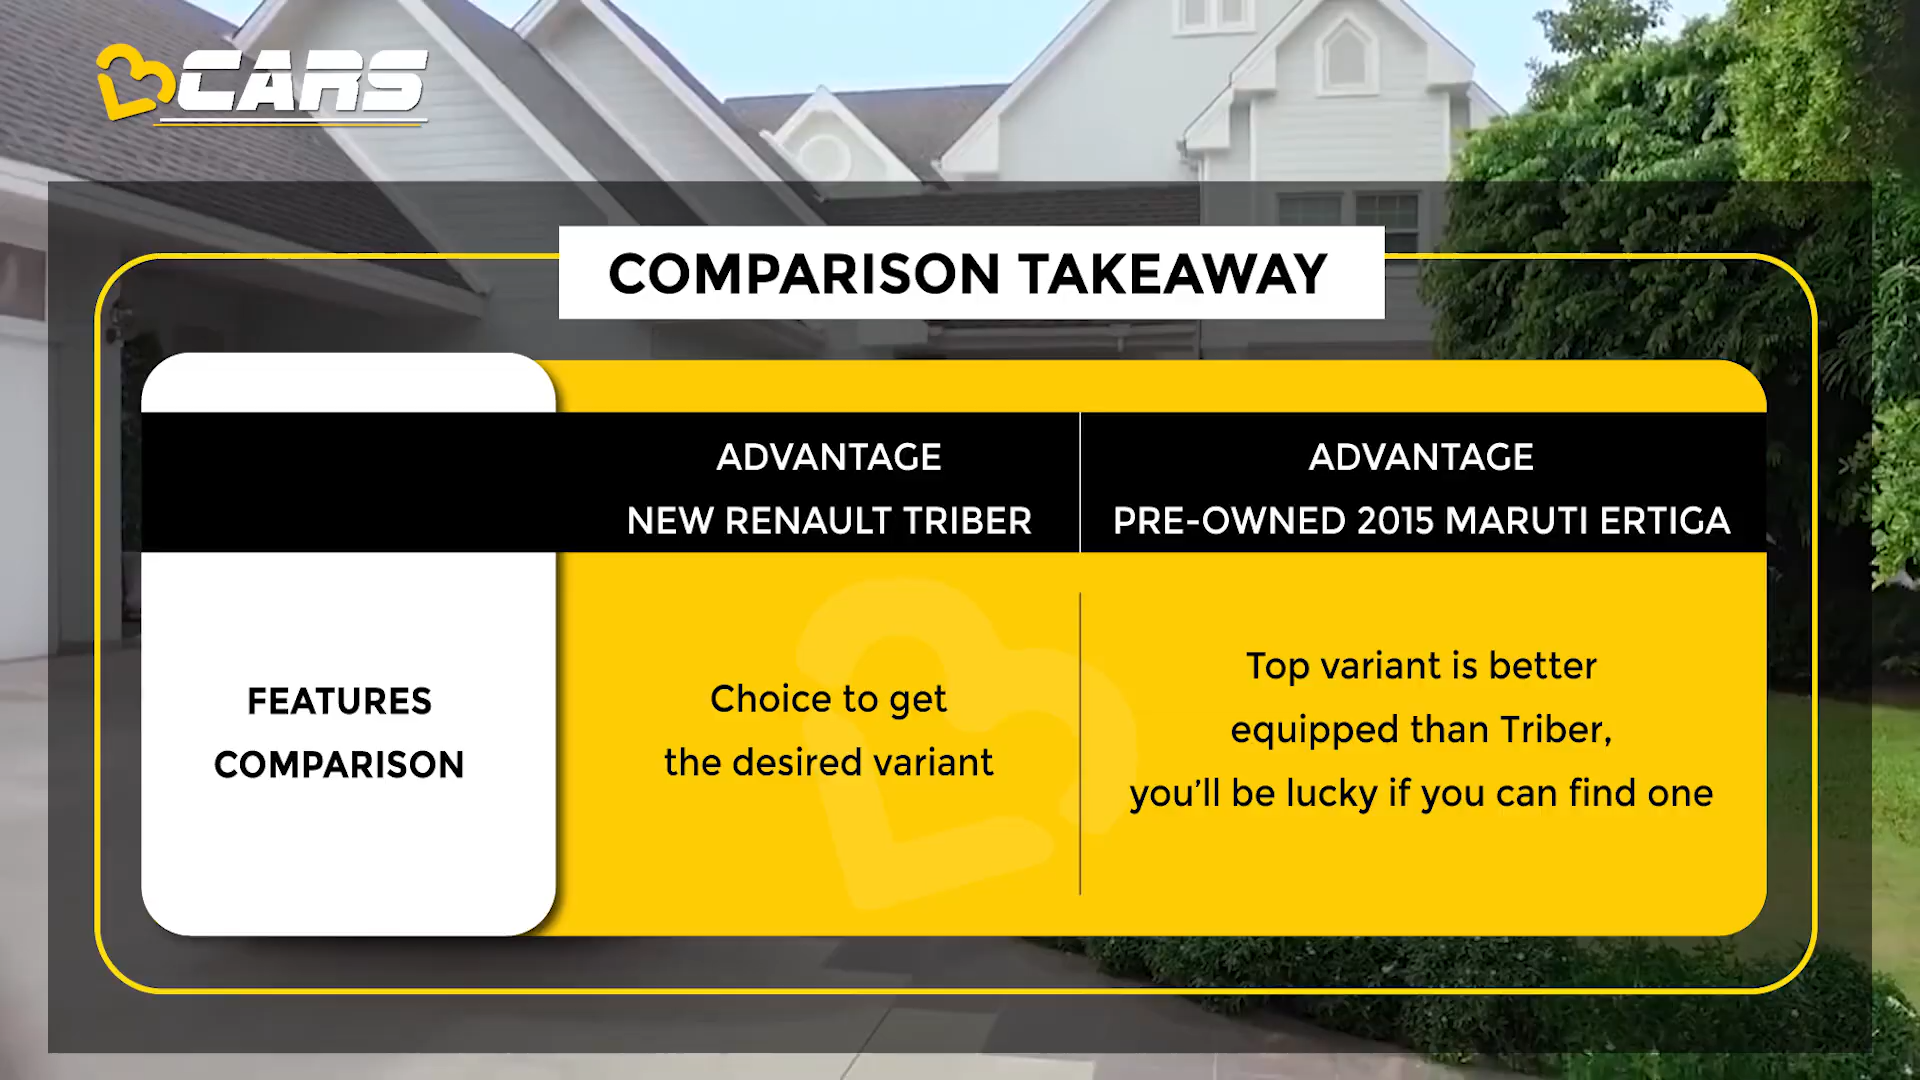 CARS
COMPARISON TAKEAWAY
ADVANTAGE
NEW RENAULT TRIBER
ADVANTAGE
PRE-OWNED 2015 MARUTI ERTIGA
FEATURES
COMPARISON
Choice to get
the desired variant
Top variant is better
equipped than Triber,
you'll be lucky if you can find one